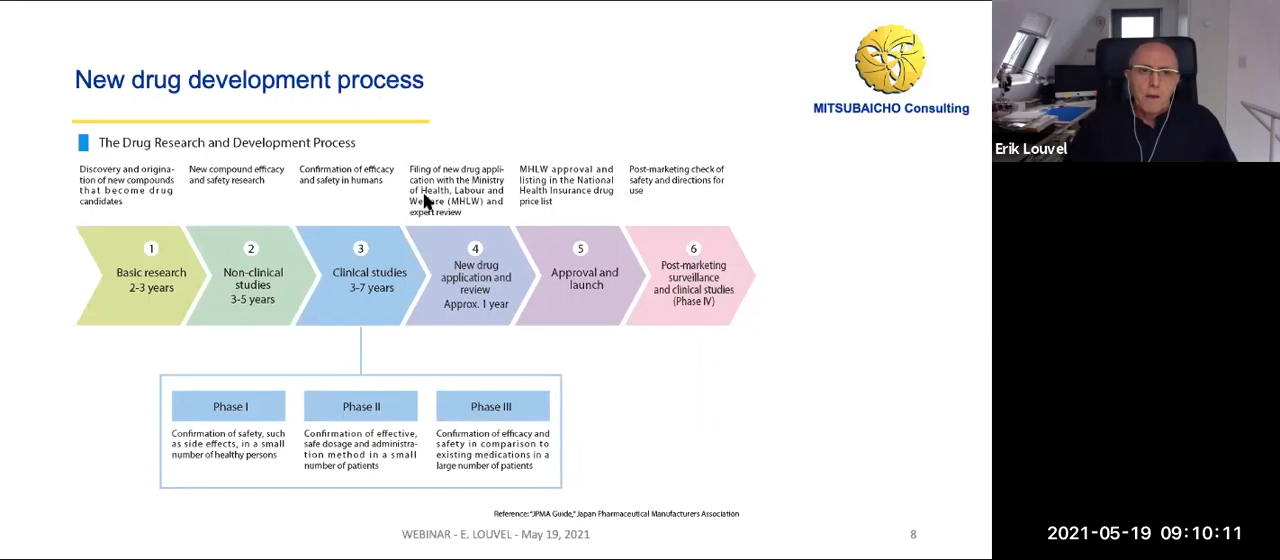 New drug development process
MITSUBAICHO Consulting
The Drug Research and Development Process
Discovery and origina-
tion of new compounds
that become drug
candidates
New compound efficacy
and safety research
Confirmation of efficacy
and safety in humans
Filing of new drug appli-
cation with the Ministry
of Health, Labour and
Welfare (MHLW) and
expert review
MHLW approval and
listing in the National
Health Insurance drug
price list
Post-marketing check of
safety and directions for
use
1
Basic research
2-3 years
2
Non-clinical
studies
3-5 years
3
Clinical studies
3-7 years
4
New drug
application and
review
Approx. 1 year
5
Approval and
launch
6
Post-marketing
surveillance
and clinical studies
(Phase IV)
Phase I
Confirmation of safety, such
as side effects, in a small
number of healthy persons
Phase II
Confirmation of effective,
safe dosage and administra-
tion method in a small
number of patients
Phase III
Confirmation of efficacy and
safety in comparison to
existing medications in a
large number of patients
Reference: "JPMA Guide," Japan Pharmaceutical Manufacturers Association
WEBINAR - E. LOUVEL - May 19, 2021
8
Erik Louvel
2021-05-19 09:10:11